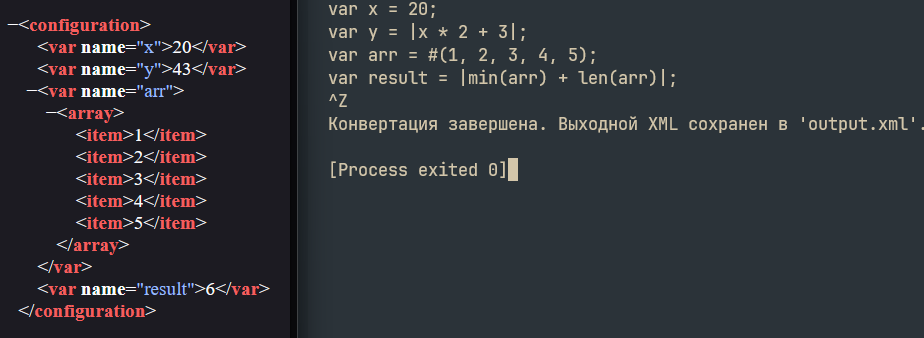 −<configuration>
<var name="x">20</var>
<var name="y">43</var>
−<var name="arr">
−<array>
<item>1</item>
<item>2</item>
<item>3</item>
<item>4</item>
<item>5</item>
</array>
</var>
<var name="result">6</var>
</configuration>
var x = 20;
var y = |x * 2 + 3|;
var arr = #(1, 2, 3, 4, 5);
var result = |min(arr) + len(arr)|;
^Z
Конвертация завершена. Выходной XML сохранен в 'output.xml'.
[Process exited 0]